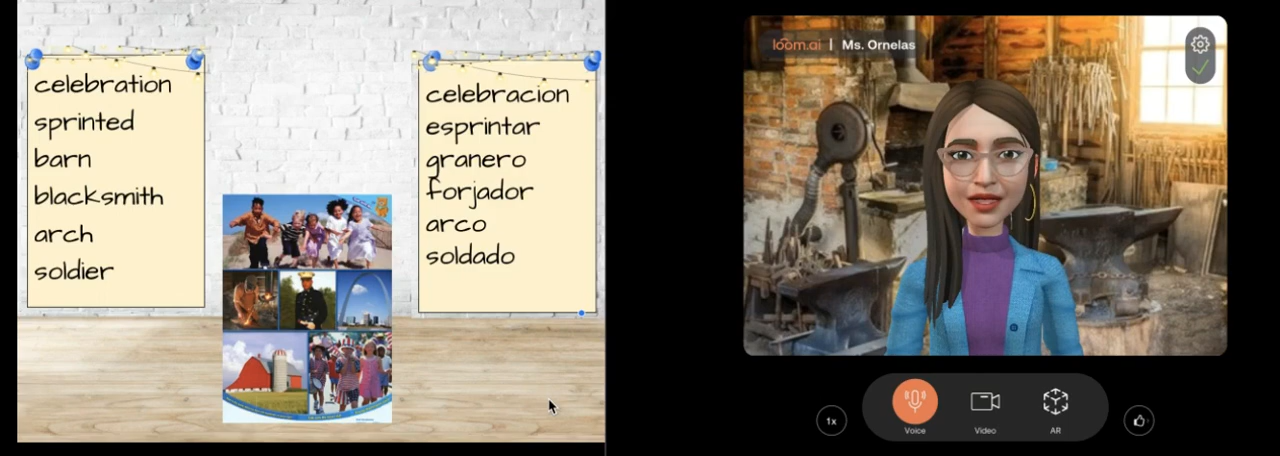 celebration
sprinted
barn
blacksmith
arch
soldier
celebracion
esprintar
granero
forjador
arco
soldado
loom.ai | Ms. Ornelas
1x
Voice
Video
AR